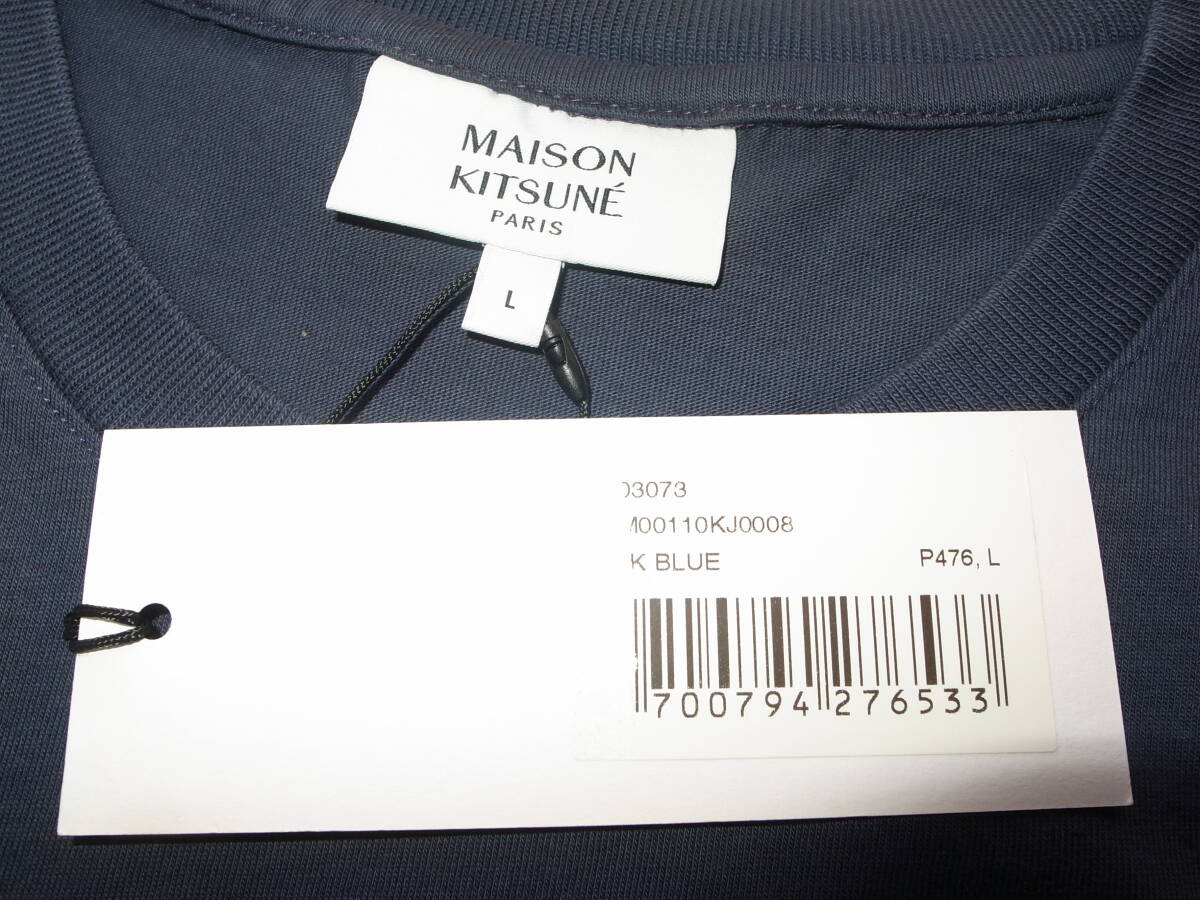 MAISON
KITSUNÉ
PARIS
L
03073
M00110KJ0008
K BLUE
P476, L
700794 276533